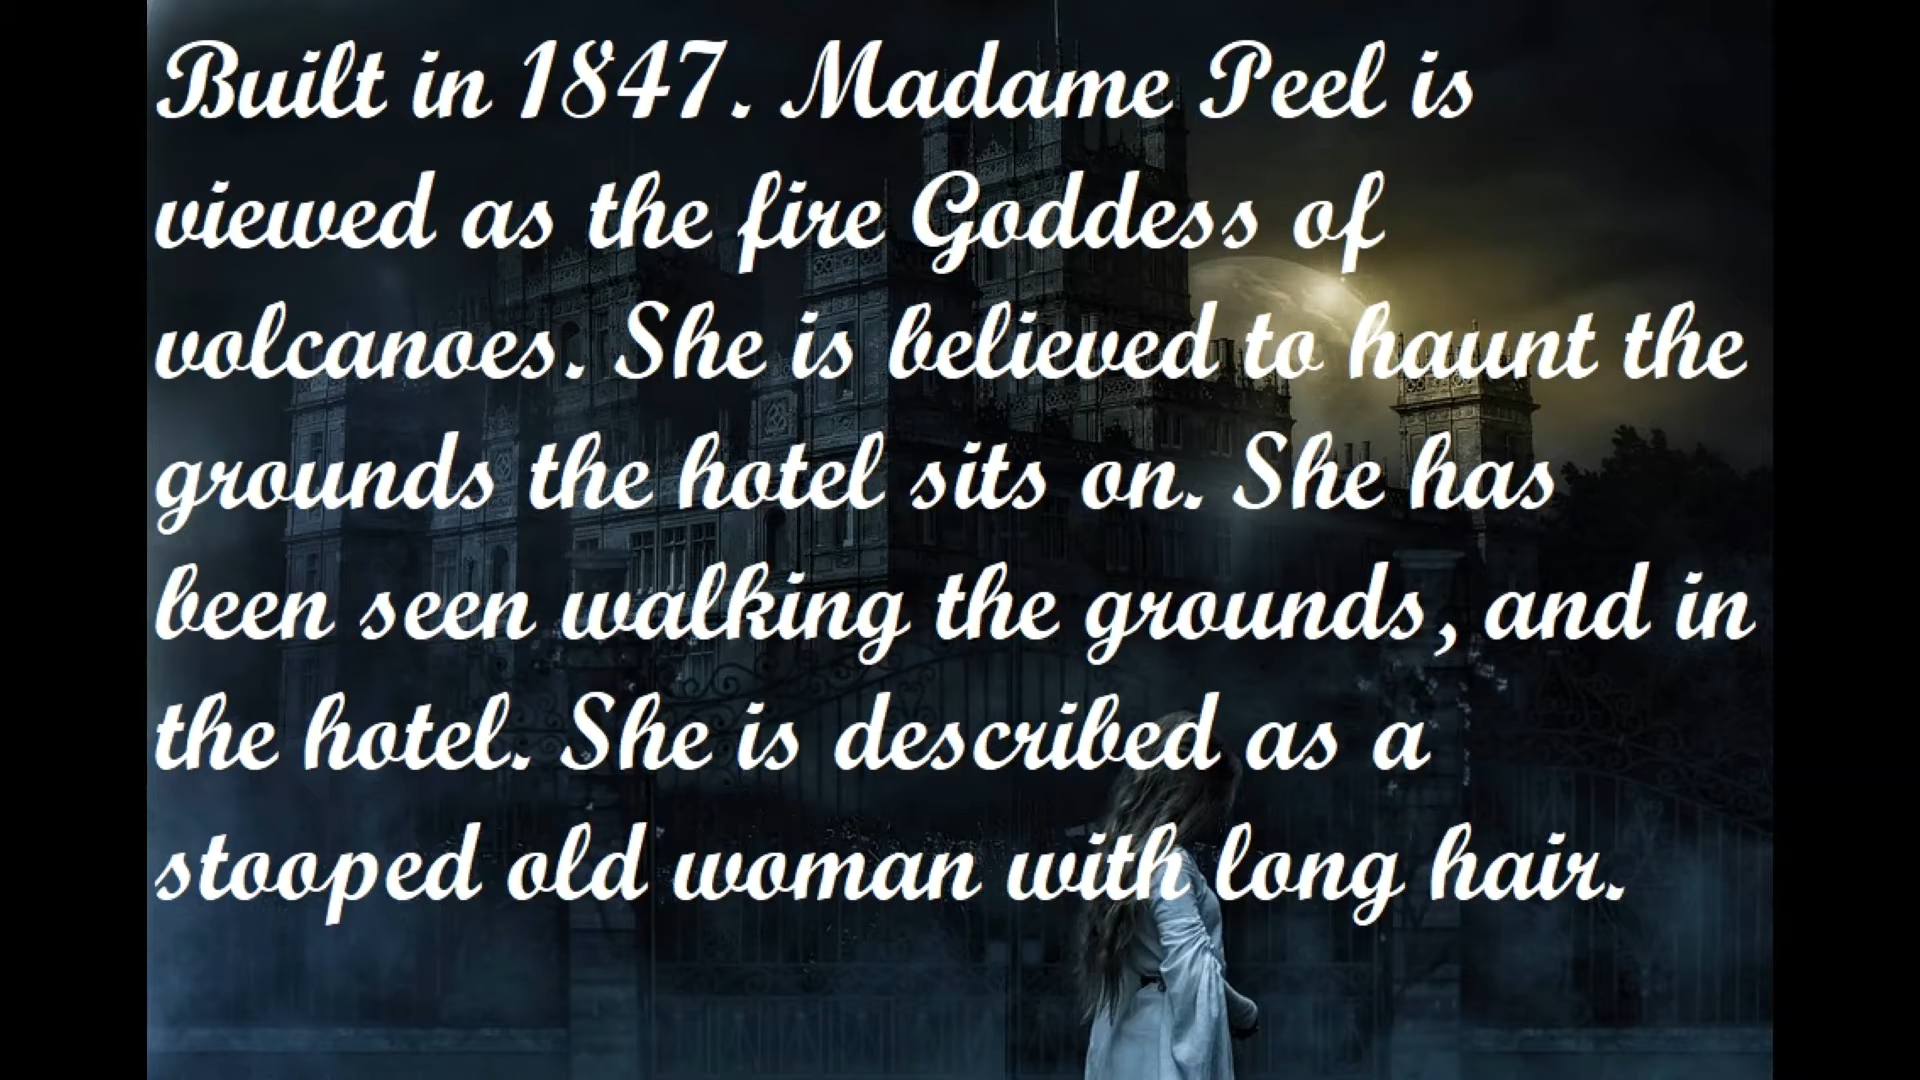 Built in 1847. Madame Peel is
viewed as the fire Goddess of
volcanoes. She is believed to haunt the
grounds the hotel sits on. She has
been seen walking the grounds, and in
the hotel. She is described as a
stooped old woman with long hair.